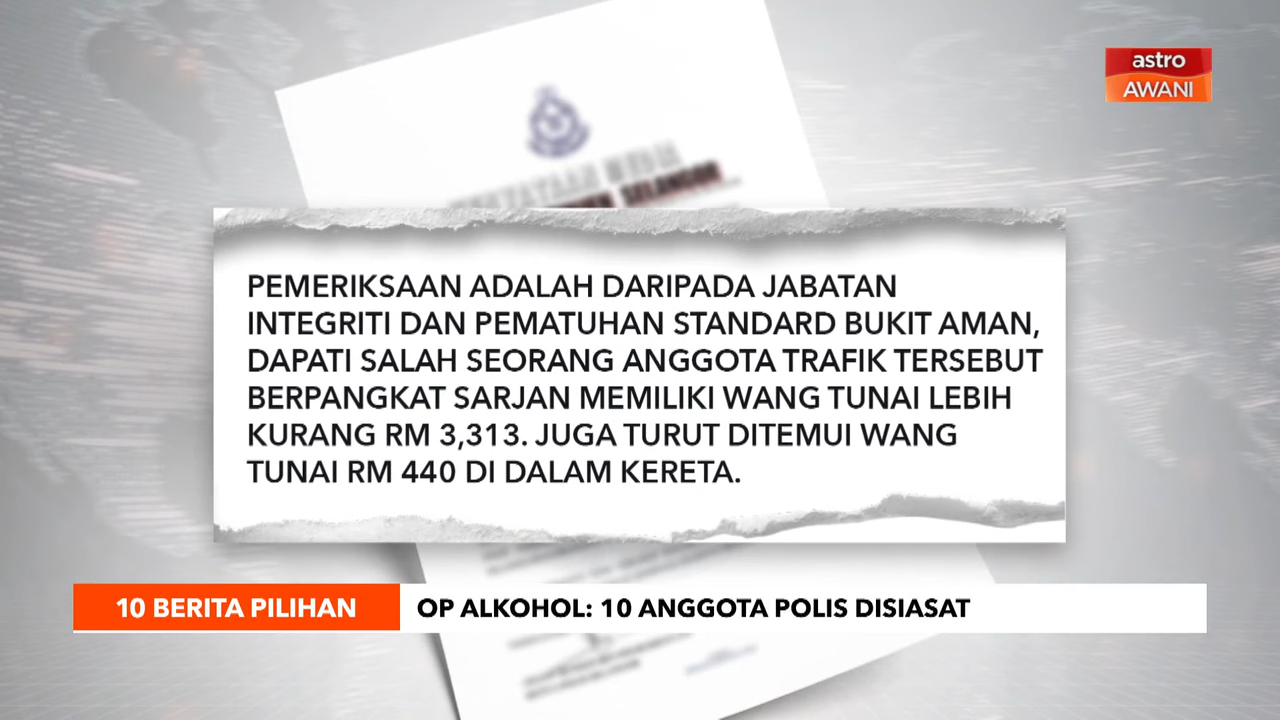 astro
AWANI
SELANGOR
PEMERIKSAAN ADALAH DARIPADA JABATAN
INTEGRITI DAN PEMATUHAN STANDARD BUKIT AMAN,
DAPATI SALAH SEORANG ANGGOTA TRAFIK TERSEBUT
BERPANGKAT SARJAN MEMILIKI WANG TUNAI LEBIH
KURANG RM 3,313. JUGA TURUT DITEMUI WANG
TUNAI RM 440 DI DALAM KERETA.
10 BERITA PILIHAN
OP ALKOHOL: 10 ANGGOTA POLIS DISIASAT